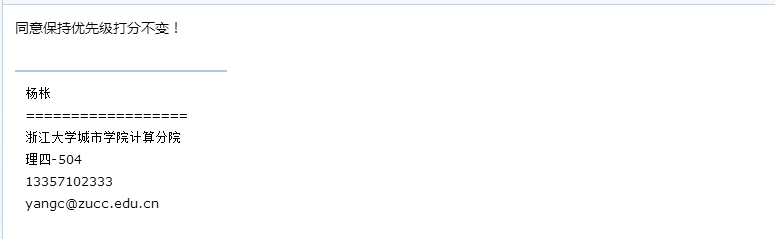 同意保持优先级打分不变！
杨枨
==================
浙江大学城市学院计算分院
理四-504
13357102333
yangc@zucc.edu.cn